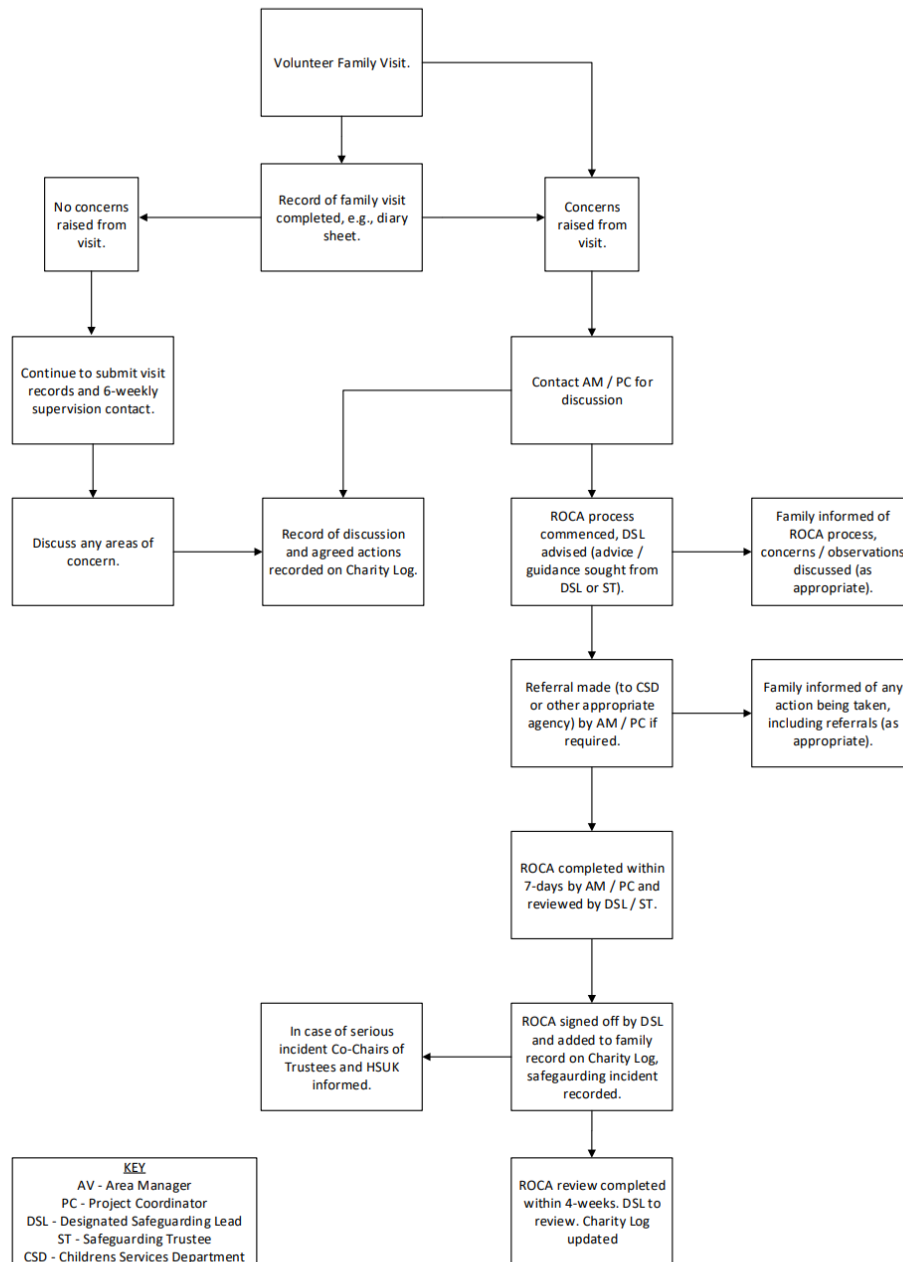 Volunteer Family Visit.
No concerns
raised from
visit.
Record of family visit
completed, e.g., diary
sheet.
Concerns
raised from
visit.
Continue to submit visit
records and 6-weekly
supervision contact.
Contact AM / PC for
discussion
Discuss any areas of
concern.
Record of discussion
and agreed actions
recorded on Charity Log.
ROCA process
commenced, DSL
advised (advice /
guidance sought from
DSL or ST).
Family informed of
ROCA process,
concerns / observations
discussed (as
appropriate).
Referral made (to CSD
or other appropriate
agency) by AM / PC if
required.
Family informed of any
action being taken,
including referrals (as
appropriate).
ROCA completed within
7-days by AM / PC and
reviewed by DSL / ST.
In case of serious
incident Co-Chairs of
Trustees and HSUK
informed.
ROCA signed off by DSL
and added to family
record on Charity Log,
safegaurding incident
recorded.
ROCA review completed
within 4-weeks. DSL to
review. Charity Log
updated
KEY
AV - Area Manager
PC - Project Coordinator
DSL - Designated Safeguarding Lead
ST - Safeguarding Trustee
CSD - Childrens Services Department